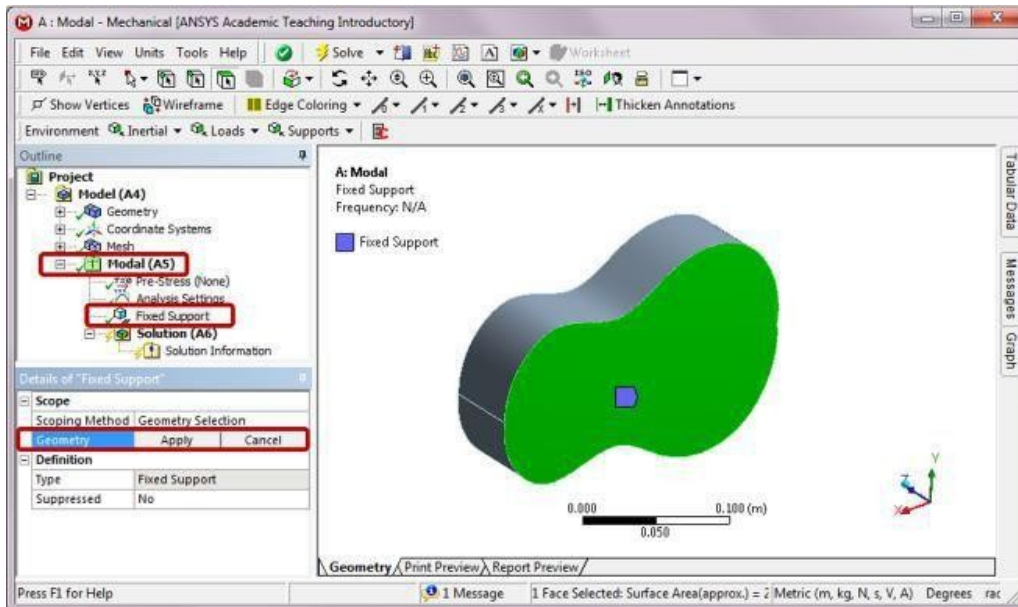 A : Modal - Mechanical [ANSYS Academic Teaching Introductory]
File Edit View Units Tools Help Solve Worksheet
Show Vertices Wireframe Edge Coloring Thicken Annotations
Environment Inertial Loads Supports
Outline
Project
Model (A4)
Geometry
Coordinate Systems
Mesh
Modal (A5)
Pre-Stress (None)
Analysis Settings
Fixed Support
Solution (A6)
Solution Information
Details of "Fixed Support"
Scope
Scoping Method Geometry Selection
Geometry Apply Cancel
Definition
Type Fixed Support
Suppressed No
A: Modal
Fixed Support
Frequency: N/A
Fixed Support
0.000 0.100 (m)
0.050
Y
Z
X
Geometry Print Preview Report Preview
Tabular Data
Messages
Graph
Press F1 for Help 1 Message 1 Face Selected: Surface Area(approx.) = 2 Metric (m, kg, N, s, V, A) Degrees rac